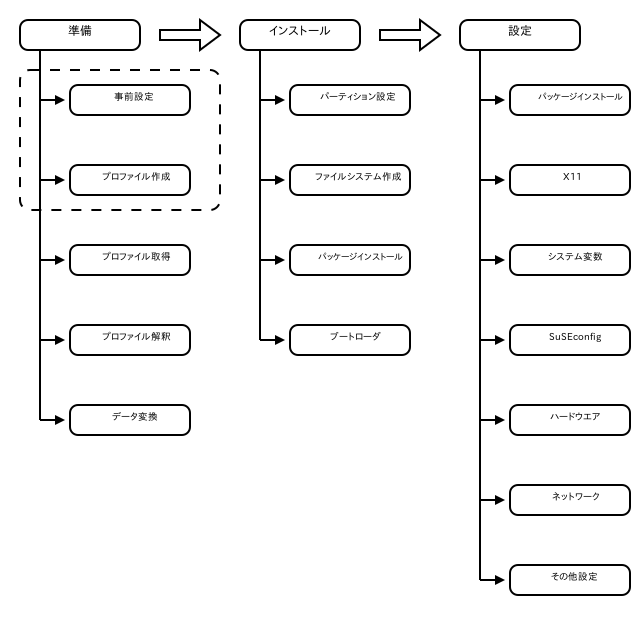 準備
インストール
設定
事前設定
プロファイル作成
プロファイル取得
プロファイル解釈
データ変換
パーティション設定
ファイルシステム作成
パッケージインストール
ブートローダ
パッケージインストール
X11
システム変数
SuSEconfig
ハードウエア
ネットワーク
その他設定